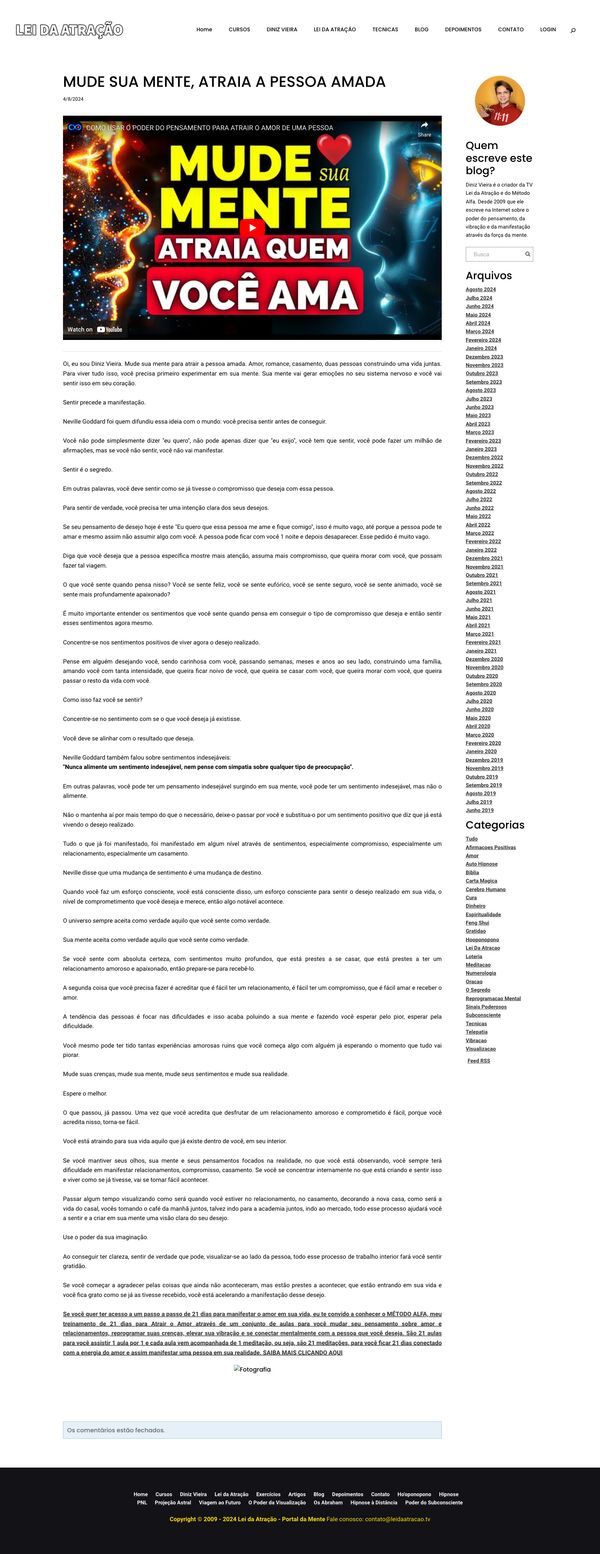 LEI DA ATRAÇÃO
Home CURSOS DINIZ VIEIRA LEI DA ATRAÇÃO TECNICAS BLOG DEPOIMENTOS CONTATO LOGIN
MUDE SUA MENTE, ATRAIA A PESSOA AMADA
4/8/2024
COMO USAR O PODER DO PENSAMENTO PARA ATRAIR O AMOR DE UMA PESSOA
Share
MUDE sua
MENTE
ATRAIA QUEM
VOCÊ AMA
Watch on YouTube
Oi, eu sou Diniz Vieira. Mude sua mente para atrair a pessoa amada. Amor, romance, casamento, duas pessoas construindo uma vida juntas.
Para viver tudo isso, você precisa primeiro experimentar em sua mente. Sua mente vai gerar emoções no seu sistema nervoso e você vai
sentir isso em seu coração.
Sentir precede a manifestação.
Neville Goddard foi quem difundiu essa ideia com o mundo: você precisa sentir antes de conseguir.
Você não pode simplesmente dizer "eu quero", não pode apenas dizer que "eu exijo", você tem que sentir, você pode fazer um milhão de
afirmações, mas se você não sentir, você não vai manifestar.
Sentir é o segredo.
Em outras palavras, você deve sentir como se já tivesse o compromisso que deseja com essa pessoa.
Para sentir de verdade, você precisa ter uma intenção clara dos seus desejos.
Se seu pensamento de desejo hoje é este "Eu quero que essa pessoa me ame e fique comigo", isso é muito vago, até porque a pessoa pode te
amar e mesmo assim não assumir algo com você. A pessoa pode ficar com você 1 noite e depois desaparecer. Esse pedido é muito vago.
Diga que você deseja que a pessoa específica mostre mais atenção, assuma mais compromisso, que queira morar com você, que possam
fazer tal viagem.
O que você sente quando pensa nisso? Você se sente feliz, você se sente eufórico, você se sente seguro, você se sente animado, você se
sente mais profundamente apaixonado?
É muito importante entender os sentimentos que você sente quando pensa em conseguir o tipo de compromisso que deseja e então sentir
esses sentimentos agora mesmo.
Concentre-se nos sentimentos positivos de viver agora o desejo realizado.
Pense em alguém desejando você, sendo carinhosa com você, passando semanas, meses e anos ao seu lado, construindo uma família,
amando você com tanta intensidade, que queira ficar noivo de você, que queira se casar com você, que queira morar com você, que queira
passar o resto da vida com você.
Como isso faz você se sentir?
Concentre-se no sentimento com se o que você deseja já existisse.
Você deve se alinhar com o resultado que deseja.
Neville Goddard também falou sobre sentimentos indesejáveis:
"Nunca alimente um sentimento indesejável, nem pense com simpatia sobre qualquer tipo de preocupação".
Em outras palavras, você pode ter um pensamento indesejável surgindo em sua mente, você pode ter um sentimento indesejável, mas não o
alimente.
Não o mantenha aí por mais tempo do que o necessário, deixe-o passar por você e substitua-o por um sentimento positivo que diz que já está
vivendo o desejo realizado.
Tudo o que já foi manifestado, foi manifestado em algum nível através de sentimentos, especialmente compromisso, especialmente um
relacionamento, especialmente um casamento.
Neville disse que uma mudança de sentimento é uma mudança de destino.
Quando você faz um esforço consciente, você está consciente disso, um esforço consciente para sentir o desejo realizado em sua vida, o
nível de comprometimento que você deseja e merece, então algo notável acontece.
O universo sempre aceita como verdade aquilo que você sente como verdade.
Sua mente aceita como verdade aquilo que você sente como verdade.
Se você sente com absoluta certeza, com sentimentos muito profundos, que está prestes a se casar, que está prestes a ter um
relacionamento amoroso e apaixonado, então prepare-se para recebê-lo.
A segunda coisa que você precisa fazer é acreditar que é fácil ter um relacionamento, é fácil ter um compromisso, que é fácil amar e receber o
amor.
A tendência das pessoas é focar nas dificuldades e isso acaba poluindo a sua mente e fazendo você esperar pelo pior, esperar pela
dificuldade.
Você mesmo pode ter tido tantas experiências amorosas ruins que você começa algo com alguém já esperando o momento que tudo vai
piorar.
Mude suas crenças, mude sua mente, mude seus sentimentos e mude sua realidade.
Espere o melhor.
O que passou, já passou. Uma vez que você acredita que desfrutar de um relacionamento amoroso e comprometido é fácil, porque você
acredita nisso, torna-se fácil.
Você está atraindo para sua vida aquilo que já existe dentro de você, em seu interior.
Se você mantiver seus olhos, sua mente e seus pensamentos focados na realidade, no que você está observando, você sempre terá
dificuldade em manifestar relacionamentos, compromisso, casamento. Se você se concentrar internamente no que está criando e sentir isso
e viver como se já tivesse, vai se tornar fácil acontecer.
Passar algum tempo visualizando como será quando você estiver no relacionamento, no casamento, decorando a nova casa, como será a
vida do casal, vocês tomando o café da manhã juntos, talvez indo para a academia juntos, indo ao mercado, todo esse processo ajudará você
a sentir e a criar em sua mente uma visão clara do seu desejo.
Use o poder da sua imaginação.
Ao conseguir ter clareza, sentir de verdade que pode, visualizar-se ao lado da pessoa, todo esse processo de trabalho interior fará você sentir
gratidão.
Se você começar a agradecer pelas coisas que ainda não aconteceram, mas estão prestes a acontecer, que estão entrando em sua vida e
você fica grato como se já as tivesse recebido, você está acelerando a manifestação desse desejo.
Se você quer ter acesso a um passo a passo de 21 dias para manifestar o amor em sua vida, eu te convido a conhecer o MÉTODO ALFA, meu
treinamento de 21 dias para Atrair o Amor através de um conjunto de aulas para você mudar seu pensamento sobre amor e
relacionamentos, reprogramar suas crenças, elevar sua vibração e se conectar mentalmente com a pessoa que você deseja. São 21 aulas
para você assistir 1 aula por 1 e cada aula vem acompanhada de 1 meditação, ou seja, são 21 meditações, para você ficar 21 dias conectado
com a energia do amor e assim manifestar uma pessoa em sua realidade. SAIBA MAIS CLICANDO AQUI
Fotografia
Os comentários estão fechados.
11:11
Quem
escreve este
blog?
Diniz Vieira é o criador da TV
Lei da Atração e do Método
Alfa. Desde 2009 que ele
escreve na Internet sobre o
poder do pensamento, da
vibração e da manifestação
através da força da mente.
Busca
Arquivos
Agosto 2024
Julho 2024
Junho 2024
Maio 2024
Abril 2024
Março 2024
Fevereiro 2024
Janeiro 2024
Dezembro 2023
Novembro 2023
Outubro 2023
Setembro 2023
Agosto 2023
Julho 2023
Junho 2023
Maio 2023
Abril 2023
Março 2023
Fevereiro 2023
Janeiro 2023
Dezembro 2022
Novembro 2022
Outubro 2022
Setembro 2022
Agosto 2022
Julho 2022
Junho 2022
Maio 2022
Abril 2022
Março 2022
Fevereiro 2022
Janeiro 2022
Dezembro 2021
Novembro 2021
Outubro 2021
Setembro 2021
Agosto 2021
Julho 2021
Junho 2021
Maio 2021
Abril 2021
Março 2021
Fevereiro 2021
Janeiro 2021
Dezembro 2020
Novembro 2020
Outubro 2020
Setembro 2020
Agosto 2020
Julho 2020
Junho 2020
Maio 2020
Abril 2020
Março 2020
Fevereiro 2020
Janeiro 2020
Dezembro 2019
Novembro 2019
Outubro 2019
Setembro 2019
Agosto 2019
Julho 2019
Junho 2019
Categorias
Tudo
Afirmacoes Positivas
Amor
Auto Hipnose
Biblia
Carta Magica
Cerebro Humano
Cura
Dinheiro
Espiritualidade
Feng Shui
Gratidao
Hooponopono
Lei Da Atracao
Loteria
Meditacao
Numerologia
Oracao
O Segredo
Reprogramacao Mental
Sinais Poderosos
Subconsciente
Tecnicas
Telepatia
Vibracao
Visualizacao
Feed RSS
Home Cursos Diniz Vieira Lei da Atração Exercícios Artigos Blog Depoimentos Contato Ho'oponopono Hipnose
PNL Projeção Astral Viagem ao Futuro O Poder da Visualização Os Abraham Hipnose à Distância Poder do Subconsciente
Copyright © 2009 - 2024 Lei da Atração - Portal da Mente Fale conosco: contato@leidaatracao.tv